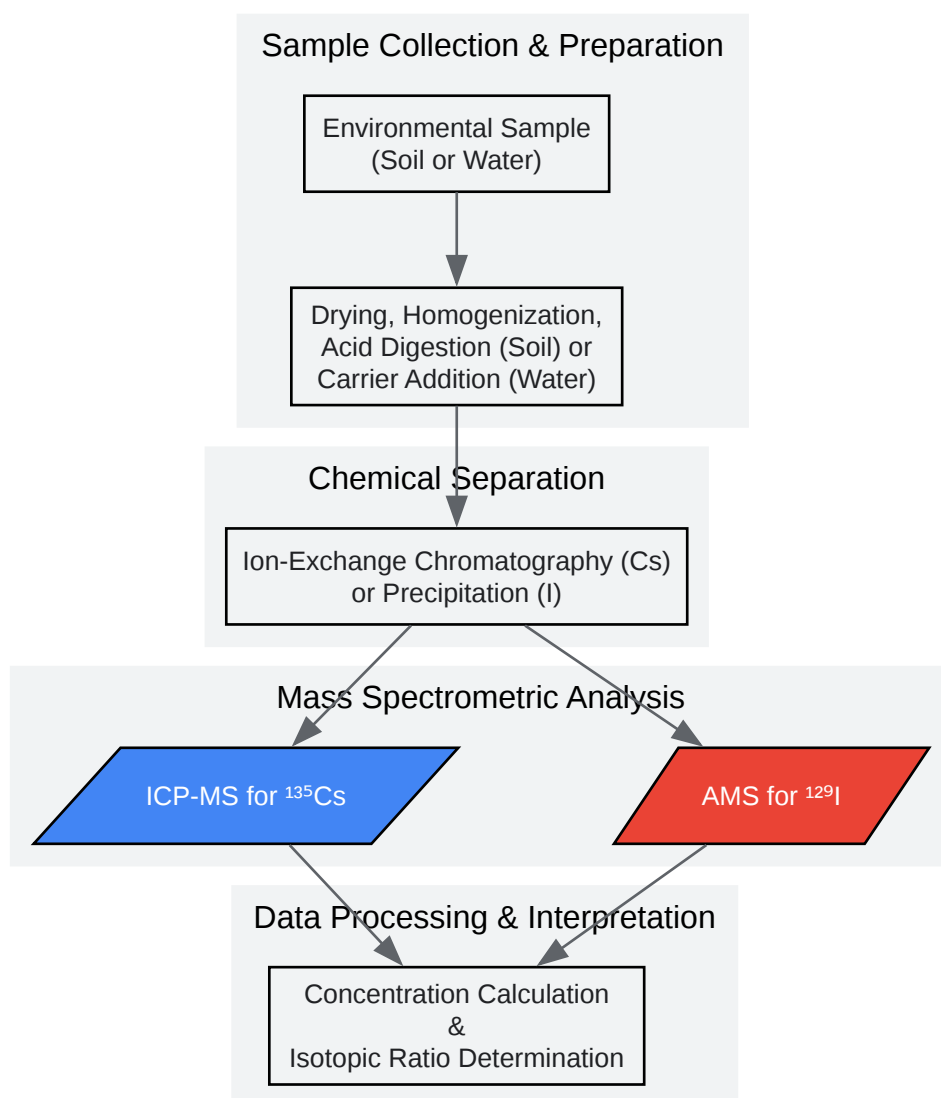 Sample Collection & Preparation
Environmental Sample
(Soil or Water)
Drying, Homogenization,
Acid Digestion (Soil) or
Carrier Addition (Water)
Chemical Separation
Ion-Exchange Chromatography (Cs)
or Precipitation (I)
Mass Spectrometric Analysis
ICP-MS for ¹³⁵Cs
AMS for ¹²⁹I
Data Processing & Interpretation
Concentration Calculation
&
Isotopic Ratio Determination